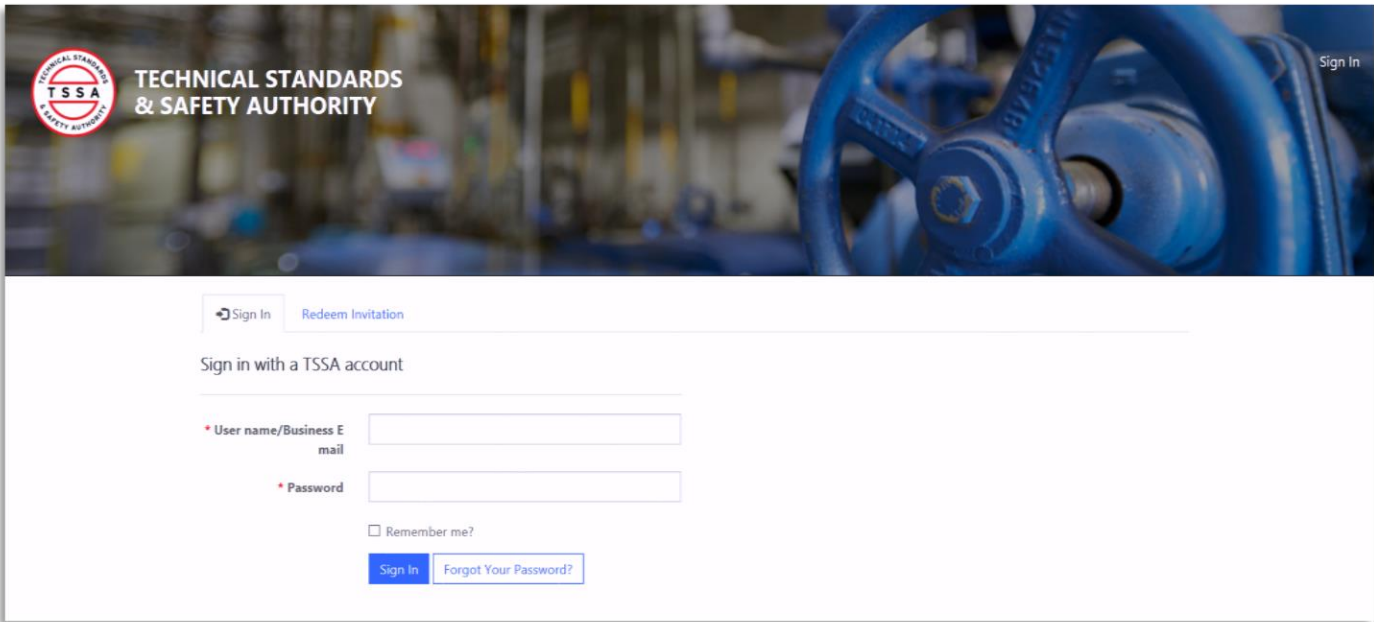 TECHNICAL STANDARDS
TSSA
& SAFETY AUTHORITY
TECHNICAL STANDARDS
& SAFETY AUTHORITY
Sign In
Sign In
Redeem Invitation
Sign in with a TSSA account
* User name/Business E
mail
* Password
Remember me?
Sign In
Forgot Your Password?